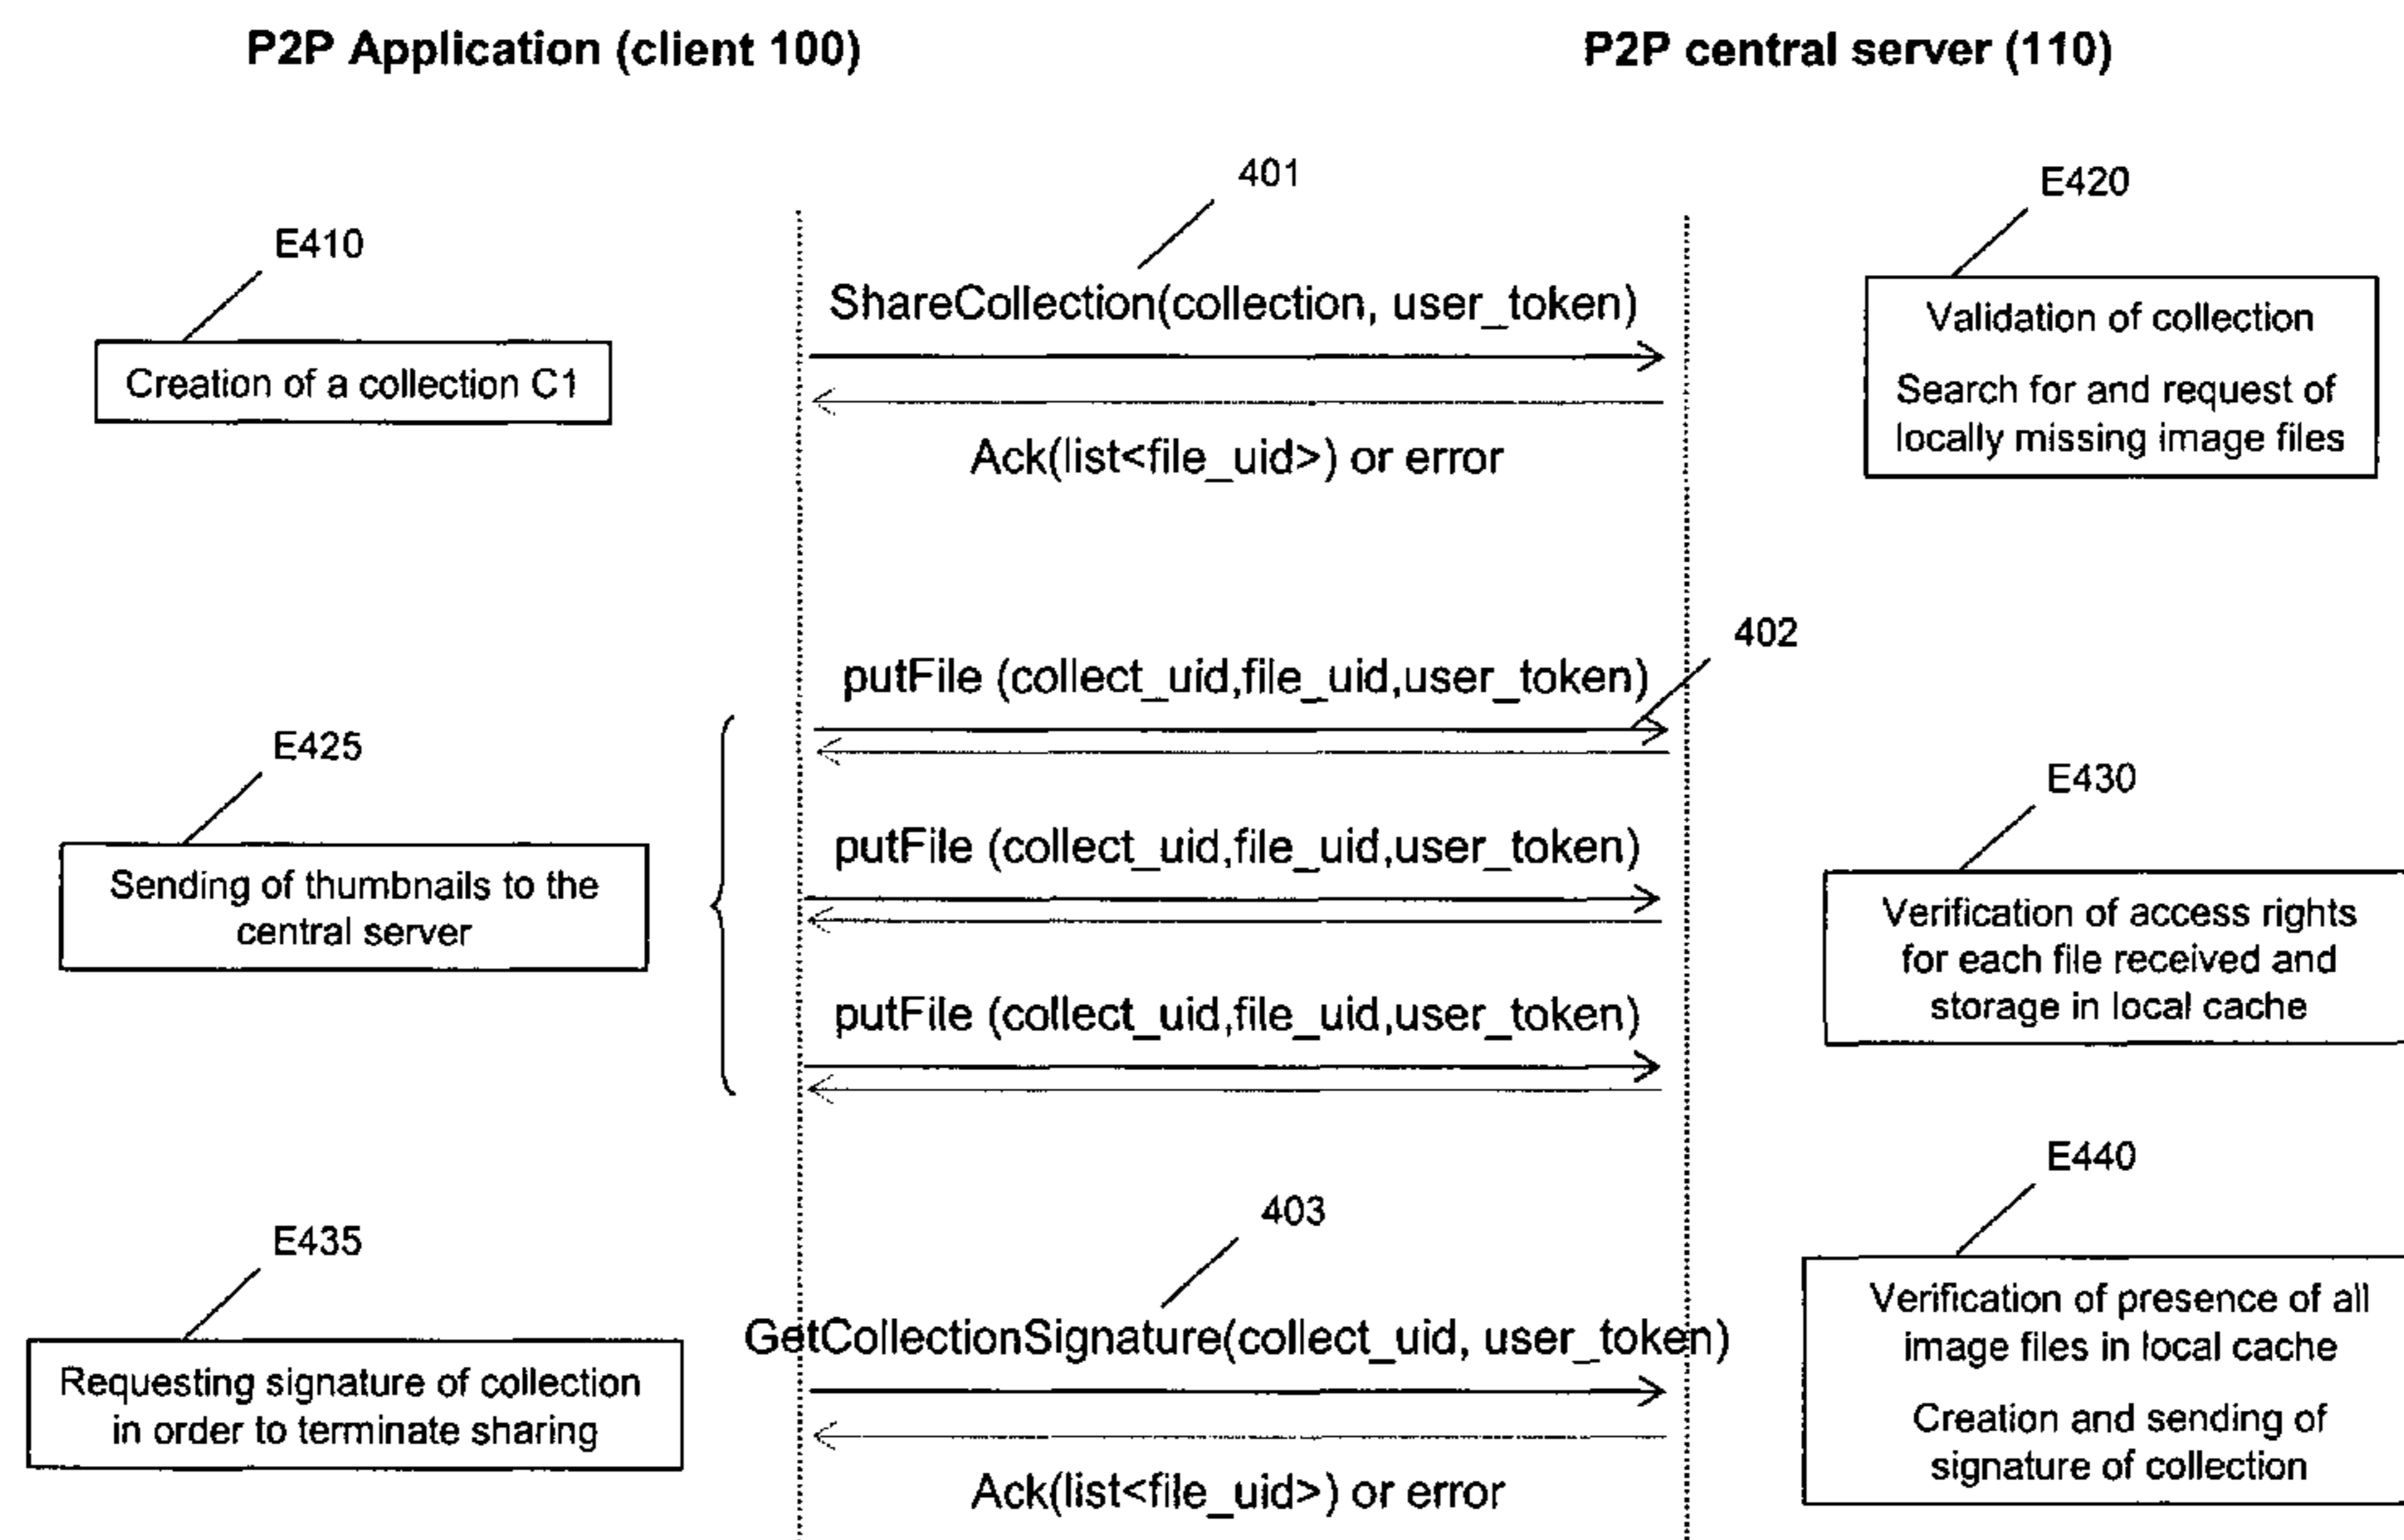 P2P Application (client 100)
P2P central server (110)
401
E420
E410
ShareCollection(collection, user_token)
Validation of collection
Creation of a collection C1
Search for and request of
locally missing image files
Ack(list<file_uid>) or error
402
putFile (collect_uid,file_uid,user_token)
E425
E430
putFile (collect_uid,file_uid,user_token)
Sending of thumbnails to the
central server
Verification of access rights
for each file received and
storage in local cache
putFile (collect_uid,file_uid,user_token)
E440
403
E435
Verification of presence of all
image files in local cache
GetCollectionSignature(collect_uid, user_token)
Requesting signature of collection
in order to terminate sharing
Creation and sending of
signature of collection
Ack(list<file_uid>) or error